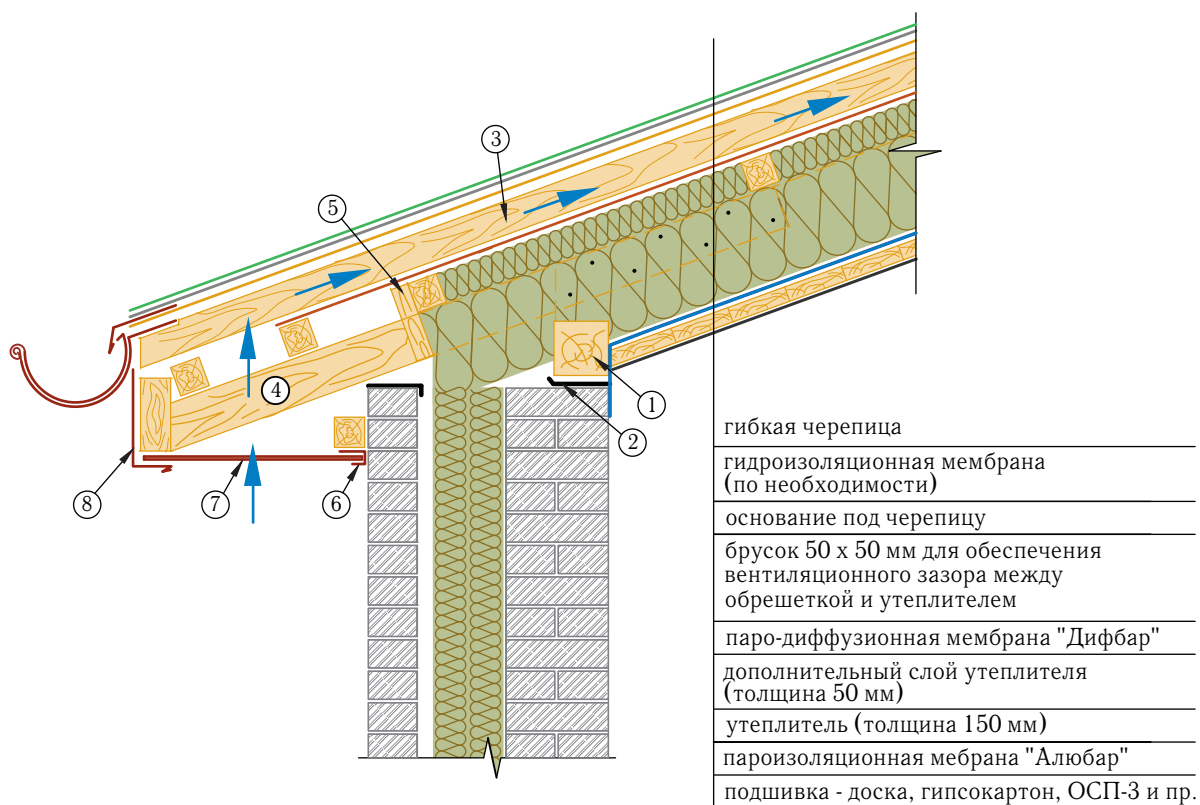 3
5
4
1
2
8
7
6
гибкая черепица
гидроизоляционная мембрана
(по необходимости)
основание под черепицу
брусок 50 x 50 мм для обеспечения
вентиляционного зазора между
обрешеткой и утеплителем
паро-диффузионная мембрана "Дифбар"
дополнительный слой утеплителя
(толщина 50 мм)
утеплитель (толщина 150 мм)
пароизоляционная мебрана "Алюбар"
подшивка - доска, гипсокартон, ОСП-3 и пр.